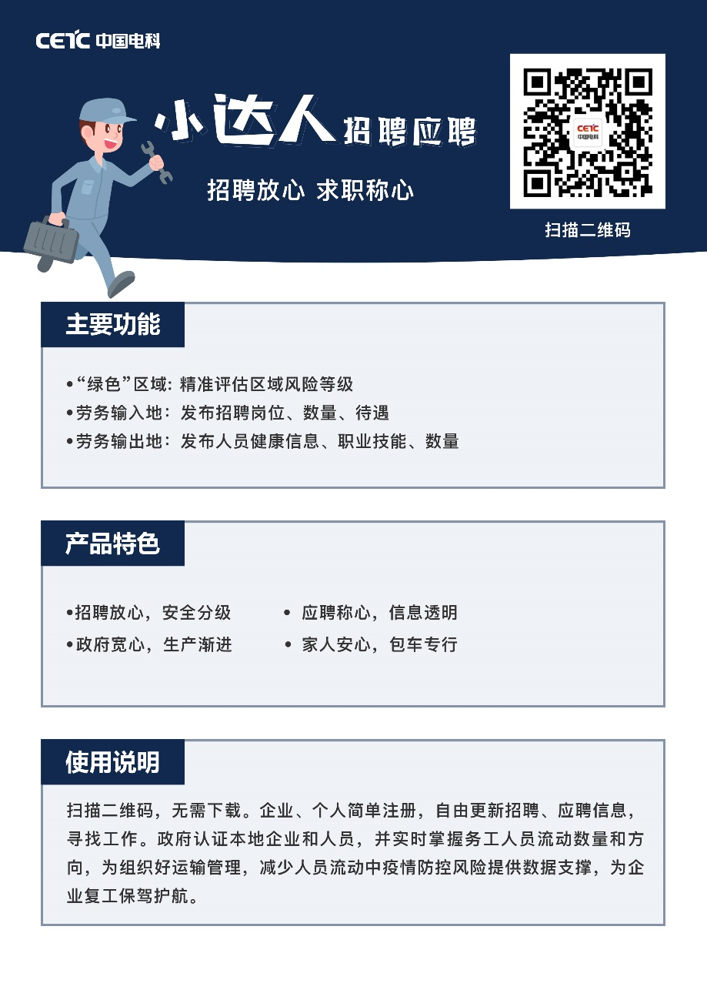 CETC 中国电科
小达人 招聘应聘
招聘放心 求职称心
CETC
中国电科
扫描二维码
主要功能
•“绿色”区域: 精准评估区域风险等级
•劳务输入地：发布招聘岗位、数量、待遇
•劳务输出地：发布人员健康信息、职业技能、数量
产品特色
•招聘放心，安全分级 • 应聘称心，信息透明
•政府宽心，生产渐进 • 家人安心，包车专行
使用说明
扫描二维码，无需下载。企业、个人简单注册，自由更新招聘、应聘信息，
寻找工作。政府认证本地企业和人员，并实时掌握务工人员流动数量和方
向，为组织好运输管理，减少人员流动中疫情防控风险提供数据支撑，为企
业复工保驾护航。